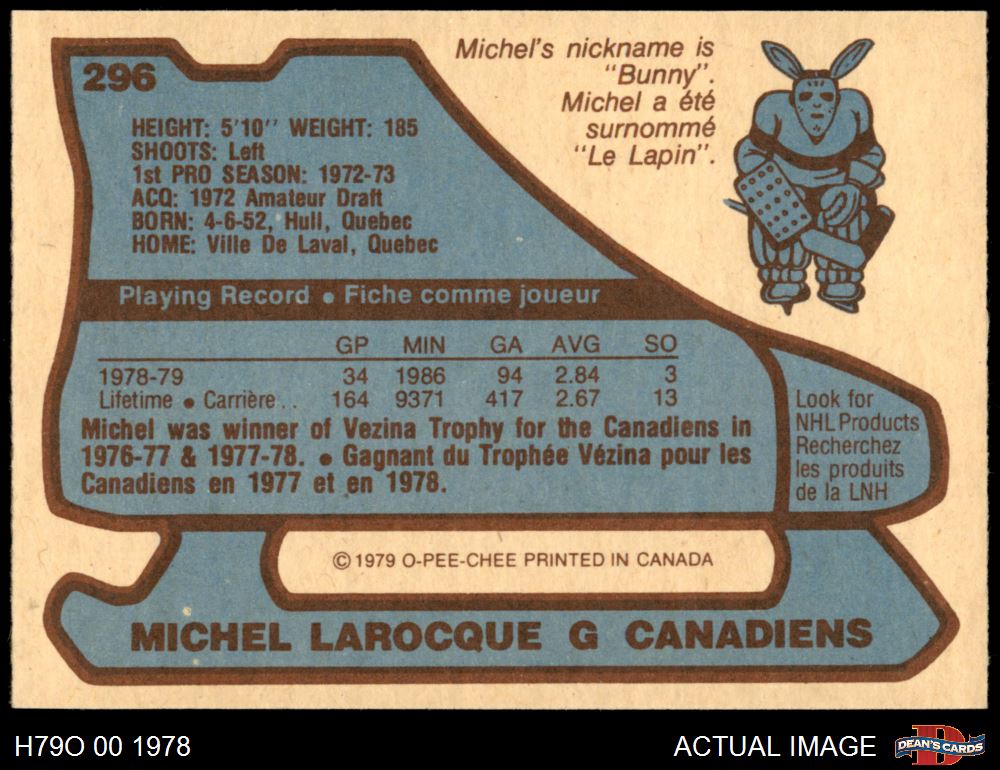 296
Michel's nickname is
"Bunny".
Michel a été
surnommé
"Le Lapin".
HEIGHT: 5'10'' WEIGHT: 185
SHOOTS: Left
1st PRO SEASON: 1972-73
ACQ: 1972 Amateur Draft
BORN: 4-6-52, Hull, Quebec
HOME: Ville De Laval, Quebec
Playing Record • Fiche comme joueur
GP MIN GA AVG SO
1978-79 34 1986 94 2.84 3
Lifetime • Carrière.. 164 9371 417 2.67 13
Michel was winner of Vezina Trophy for the Canadiens in
1976-77 & 1977-78. • Gagnant du Trophée Vézina pour les
Canadiens en 1977 et en 1978.
Look for
NHL Products
Recherchez
les produits
de la LNH
© 1979 O-PEE-CHEE PRINTED IN CANADA
MICHEL LAROCQUE G CANADIENS
H79O 00 1978
ACTUAL IMAGE
D
DEAN'S CARDS